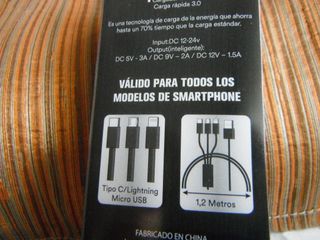 Carga rápida 3.0
Es una tecnología de carga de la energía que ahorra
hasta un 70% tiempo que la carga estándar.
Input:DC 12-24v
Output(inteligente):
DC 5V - 3A / DC 9V – 2A / DC 12V – 1.5A
VÁLIDO PARA TODOS LOS
MODELOS DE SMARTPHONE
Tipo C/Lightning
Micro USB
1,2 Metros
FABRICADO EN CHINA